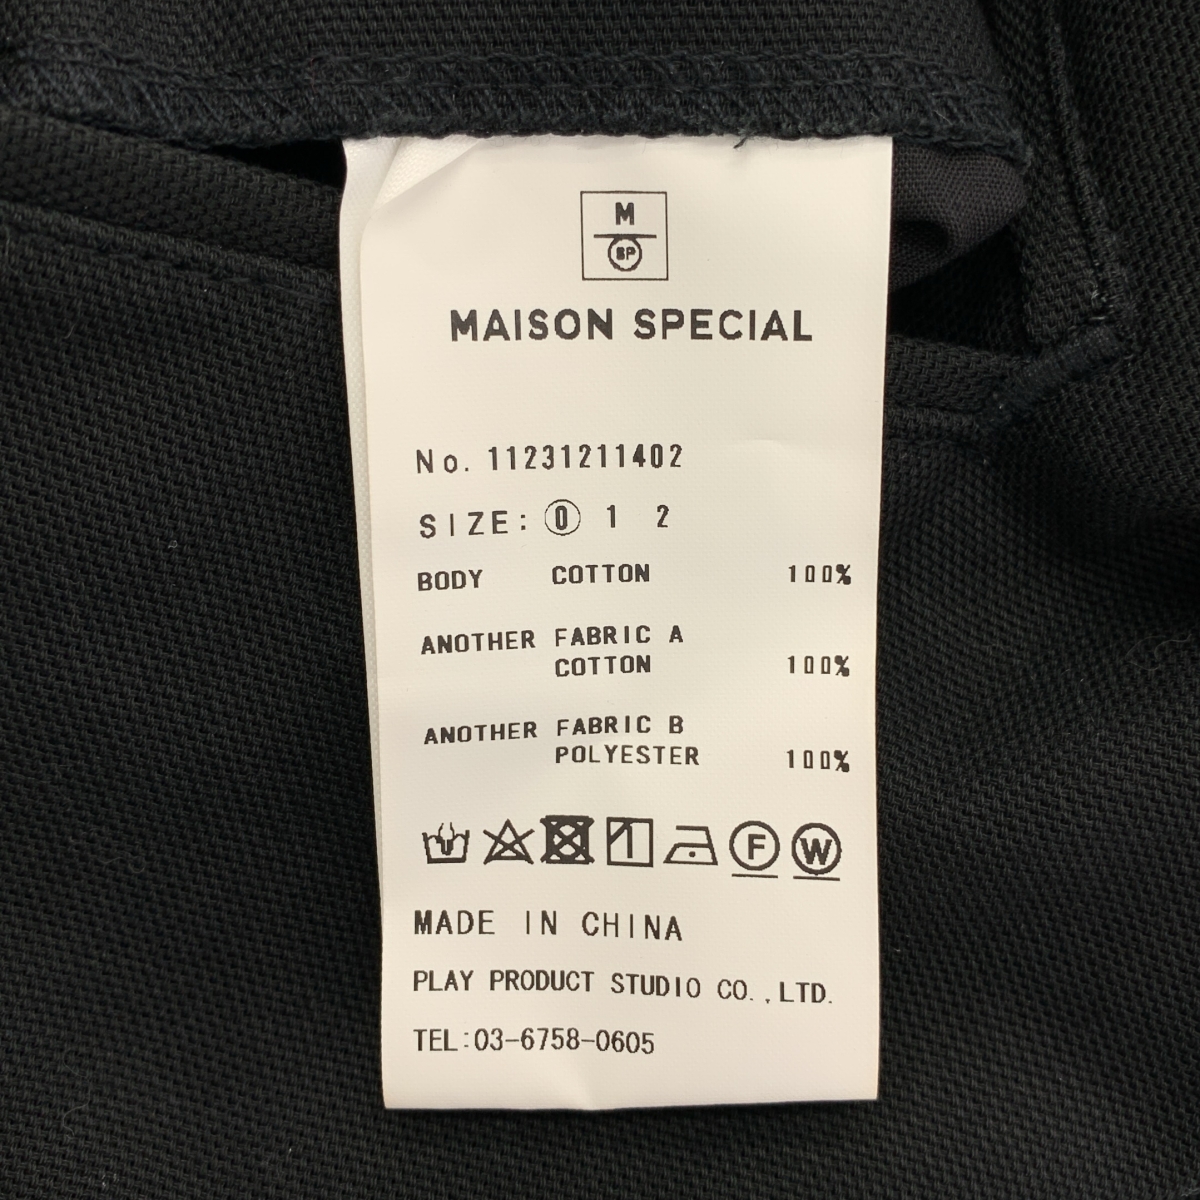 M
SP
MAISON SPECIAL
No. 11231211402
SIZE: 0 1 2
BODY COTTON 100%
ANOTHER FABRIC A
COTTON 100%
ANOTHER FABRIC B
POLYESTER 100%
F W
MADE IN CHINA
PLAY PRODUCT STUDIO CO.,LTD.
TEL:03-6758-0605